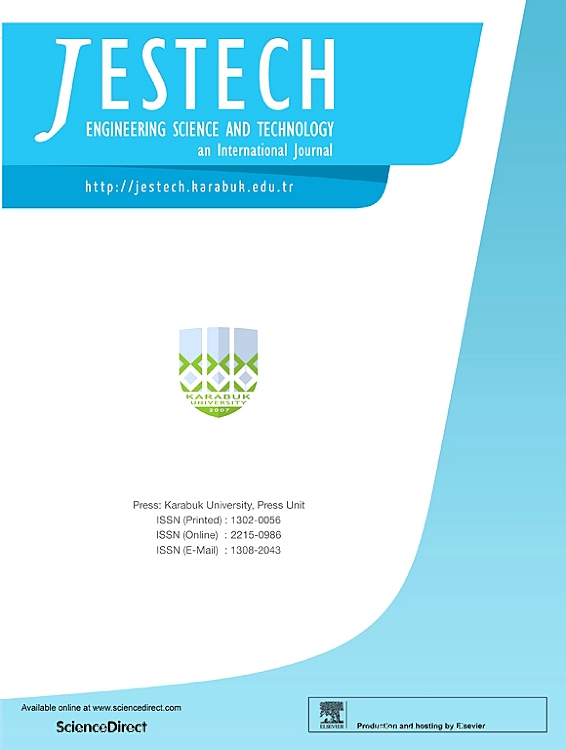 JESTECH
ENGINEERING SCIENCE AND TECHNOLOGY
an International Journal
http://jestech.karabuk.edu.tr
KARABUK
UNIVERSITY
2007
Press: Karabuk University, Press Unit
ISSN (Printed) : 1302-0056
ISSN (Online) : 2215-0986
ISSN (E-Mail) : 1308-2043
Available online at www.sciencedirect.com
ScienceDirect
ELSEVIER
Production and hosting by Elsevier